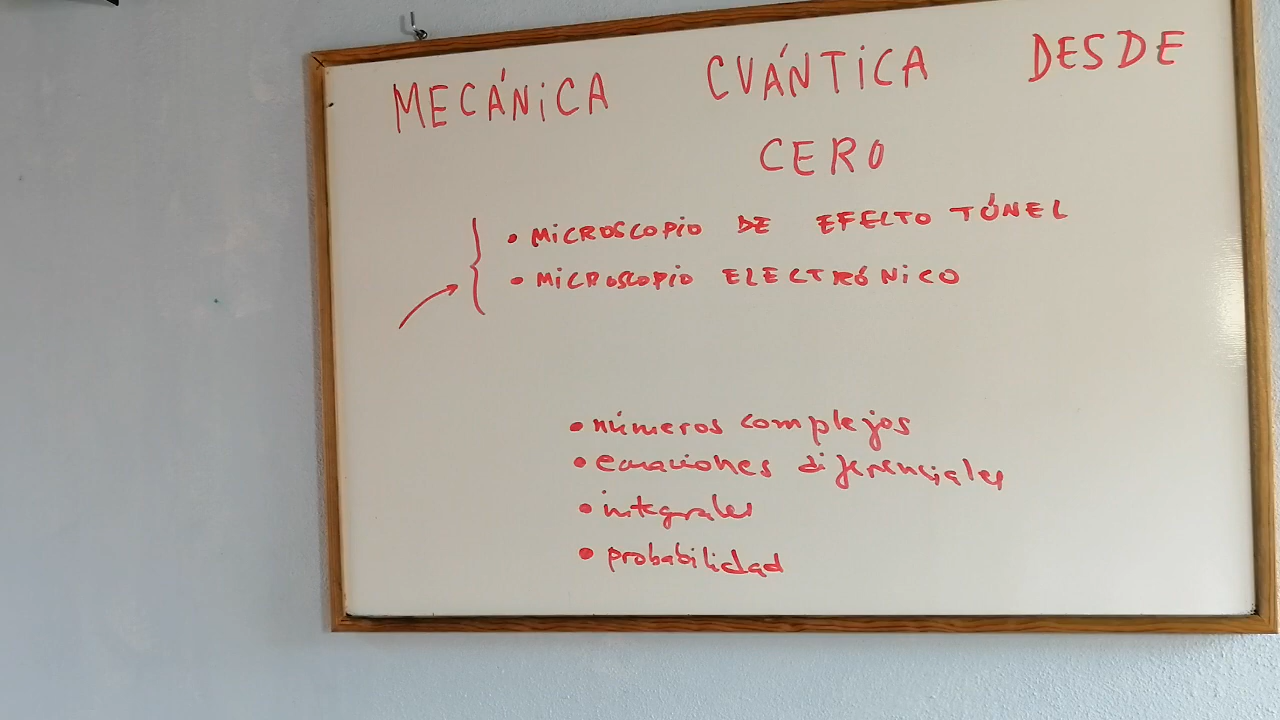 MECÁNiCA CUÁNTiCA DESDE
CERO
• MiCROSCOPiO DE EFECTO TÚNEL
• MiCROSCOPiO ELECTRÓNiCO
• números complejos
• ecuaciones diferenciales
• integrales
• probabilidad